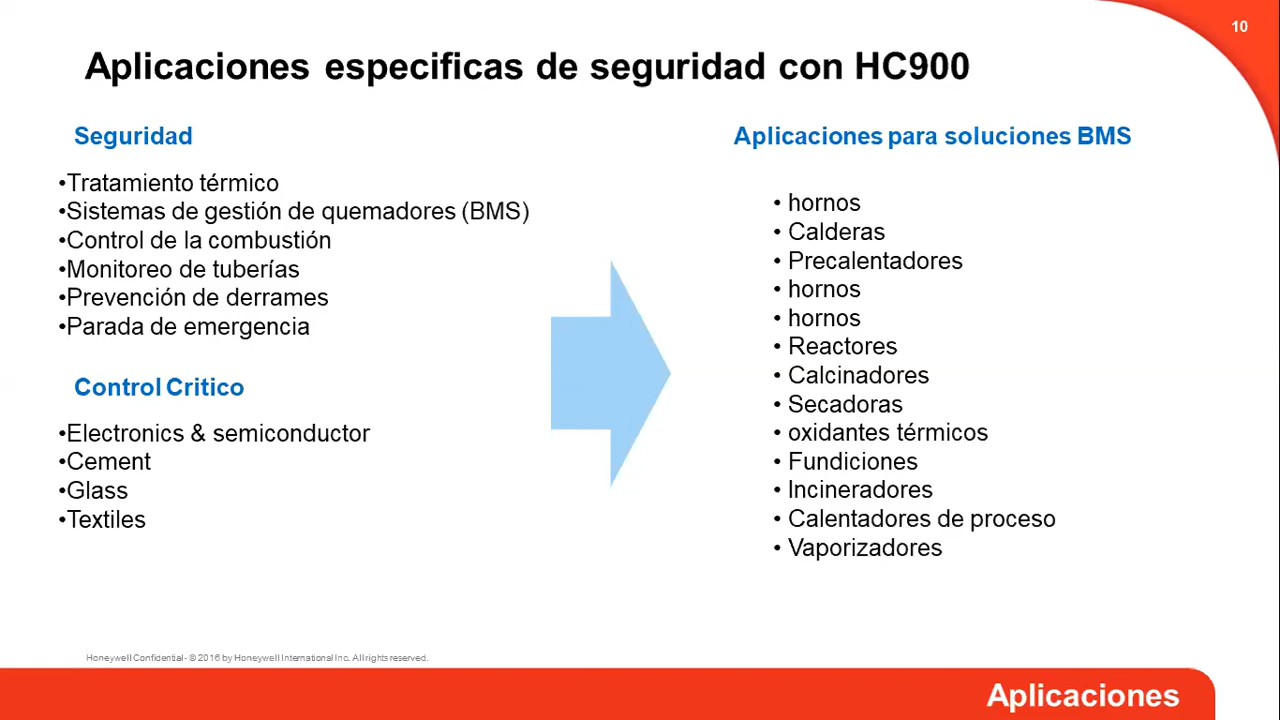 10
Aplicaciones especificas de seguridad con HC900
Seguridad
•Tratamiento térmico
•Sistemas de gestión de quemadores (BMS)
•Control de la combustión
•Monitoreo de tuberías
•Prevención de derrames
•Parada de emergencia
Control Critico
•Electronics & semiconductor
•Cement
•Glass
•Textiles
Aplicaciones para soluciones BMS
• hornos
• Calderas
• Precalentadores
• hornos
• hornos
• Reactores
• Calcinadores
• Secadoras
• oxidantes térmicos
• Fundiciones
• Incineradores
• Calentadores de proceso
• Vaporizadores
Honeywell Confidential - © 2016 by Honeywell International Inc. All rights reserved.
Aplicaciones